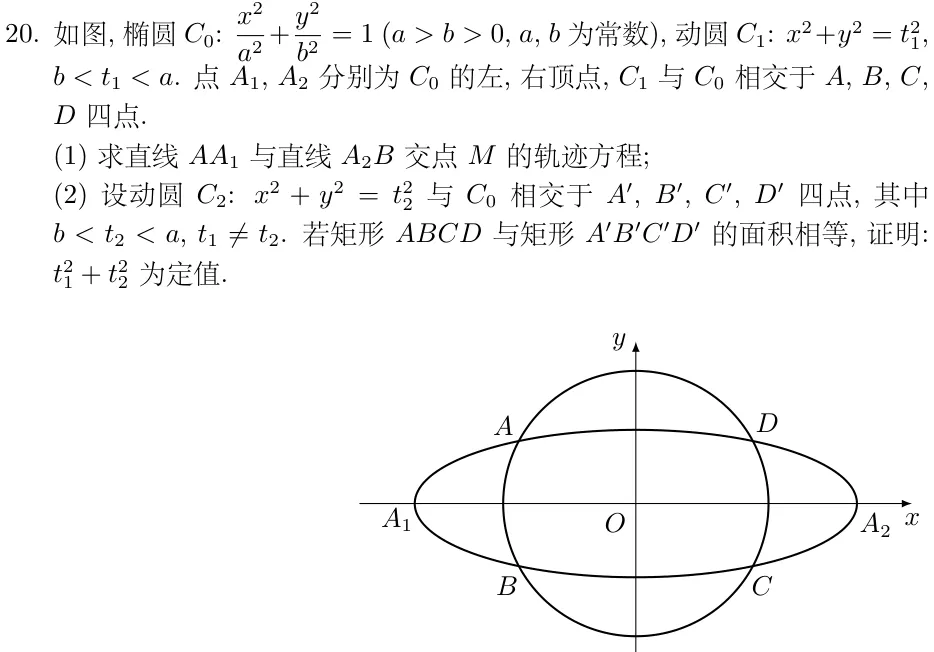 20. 如图, 椭圆 C₀: x²/a² + y²/b² = 1 (a > b > 0, a, b 为常数), 动圆 C₁: x² + y² = t₁²,
b < t₁ < a. 点 A₁, A₂ 分别为 C₀ 的左, 右顶点, C₁ 与 C₀ 相交于 A, B, C,
D 四点.
(1) 求直线 AA₁ 与直线 A₂B 交点 M 的轨迹方程;
(2) 设动圆 C₂: x² + y² = t₂² 与 C₀ 相交于 A′, B′, C′, D′ 四点, 其中
b < t₂ < a, t₁ ≠ t₂. 若矩形 ABCD 与矩形 A′B′C′D′ 的面积相等, 证明:
t₁² + t₂² 为定值.
y
A
D
A₁
O
A₂
x
B
C